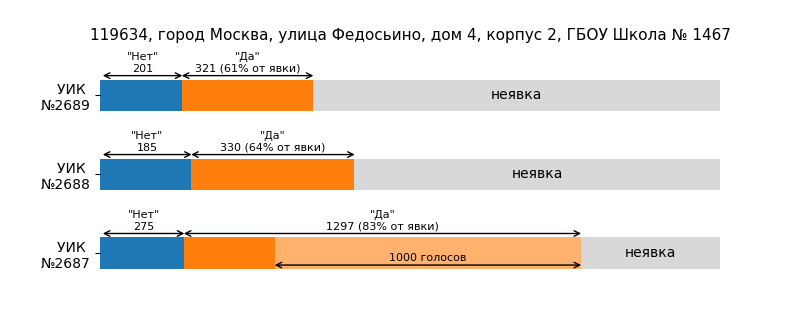 119634, город Москва, улица Федосьино, дом 4, корпус 2, ГБОУ Школа № 1467
"Нет" "Да"
201 321 (61% от явки)
УИК №2689
неявка
"Нет" "Да"
185 330 (64% от явки)
УИК №2688
неявка
"Нет" "Да"
275 1297 (83% от явки)
УИК №2687
неявка
1000 голосов